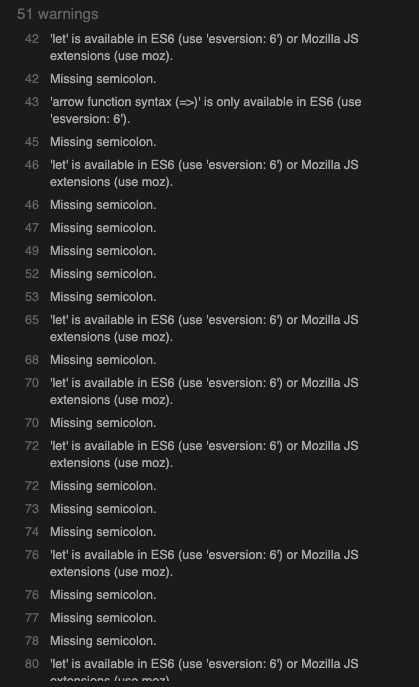 51 warnings
42 'let' is available in ES6 (use 'esversion: 6') or Mozilla JS
extensions (use moz).
42 Missing semicolon.
43 'arrow function syntax (=>)' is only available in ES6 (use
'esversion: 6').
45 Missing semicolon.
46 'let' is available in ES6 (use 'esversion: 6') or Mozilla JS
extensions (use moz).
46 Missing semicolon.
47 Missing semicolon.
49 Missing semicolon.
52 Missing semicolon.
53 Missing semicolon.
65 'let' is available in ES6 (use 'esversion: 6') or Mozilla JS
extensions (use moz).
68 Missing semicolon.
70 'let' is available in ES6 (use 'esversion: 6') or Mozilla JS
extensions (use moz).
70 Missing semicolon.
72 'let' is available in ES6 (use 'esversion: 6') or Mozilla JS
extensions (use moz).
72 Missing semicolon.
73 Missing semicolon.
74 Missing semicolon.
76 'let' is available in ES6 (use 'esversion: 6') or Mozilla JS
extensions (use moz).
76 Missing semicolon.
77 Missing semicolon.
78 Missing semicolon.
80 'let' is available in ES6 (use 'esversion: 6') or Mozilla JS
extensions (use moz).